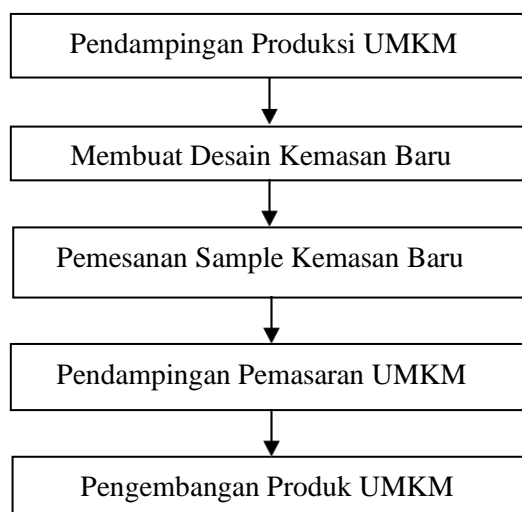 Pendampingan Produksi UMKM
Membuat Desain Kemasan Baru
Pemesanan Sample Kemasan Baru
Pendampingan Pemasaran UMKM
Pengembangan Produk UMKM